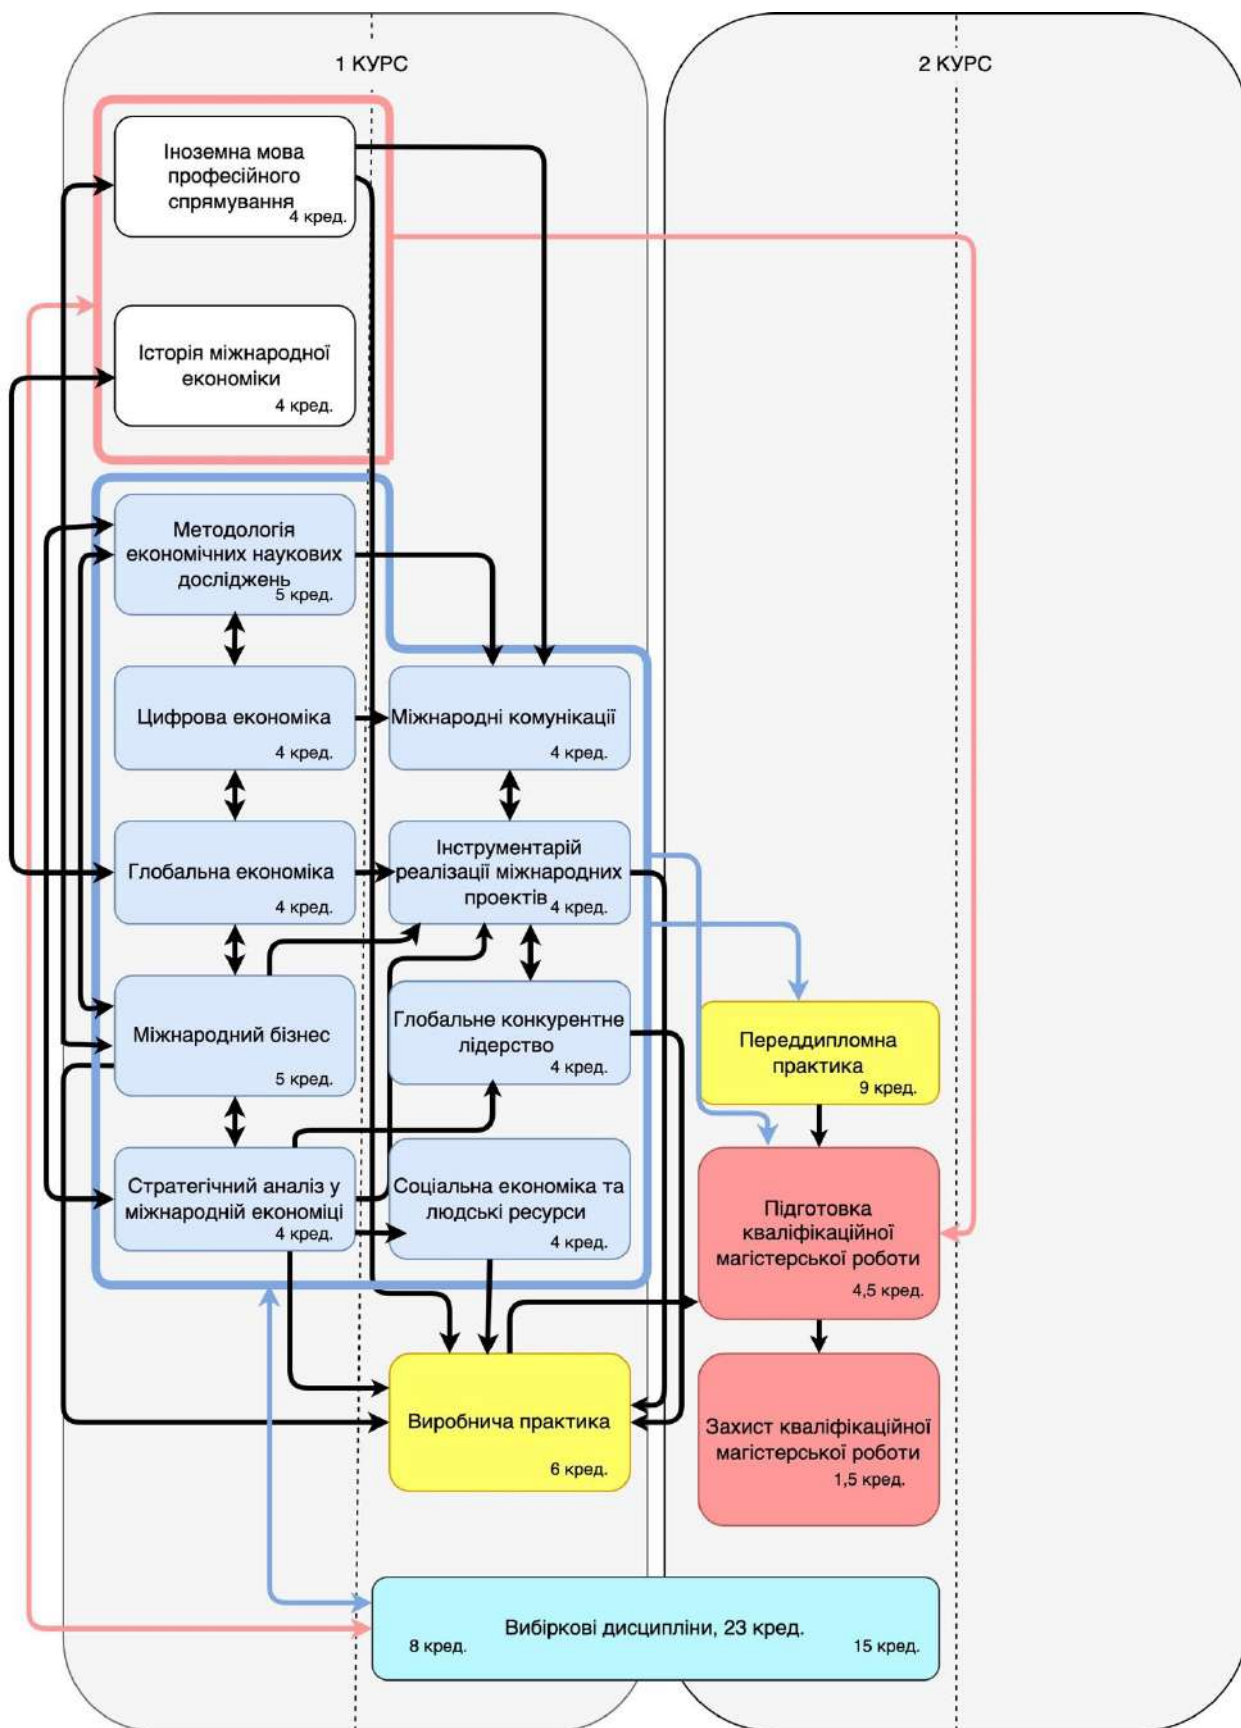 1 КУРС
2 КУРС
Іноземна мова
професійного
спрямування
4 кред.
Історія міжнародної
економіки
4 кред.
Методологія
економічних наукових
досліджень
5 кред.
Цифрова економіка
4 кред.
Міжнародні комунікації
4 кред.
Глобальна економіка
4 кред.
Інструментарій
реалізації міжнародних
проектів
4 кред.
Міжнародний бізнес
5 кред.
Глобальне конкурентне
лідерство
4 кред.
Переддипломна
практика
9 кред.
Стратегічний аналіз у
міжнародній економіці
4 кред.
Соціальна економіка та
людські ресурси
4 кред.
Підготовка
кваліфікаційної
магістерської роботи
4,5 кред.
Виробнича практика
6 кред.
Захист кваліфікаційної
магістерської роботи
1,5 кред.
Вибіркові дисципліни, 23 кред.
8 кред.
15 кред.